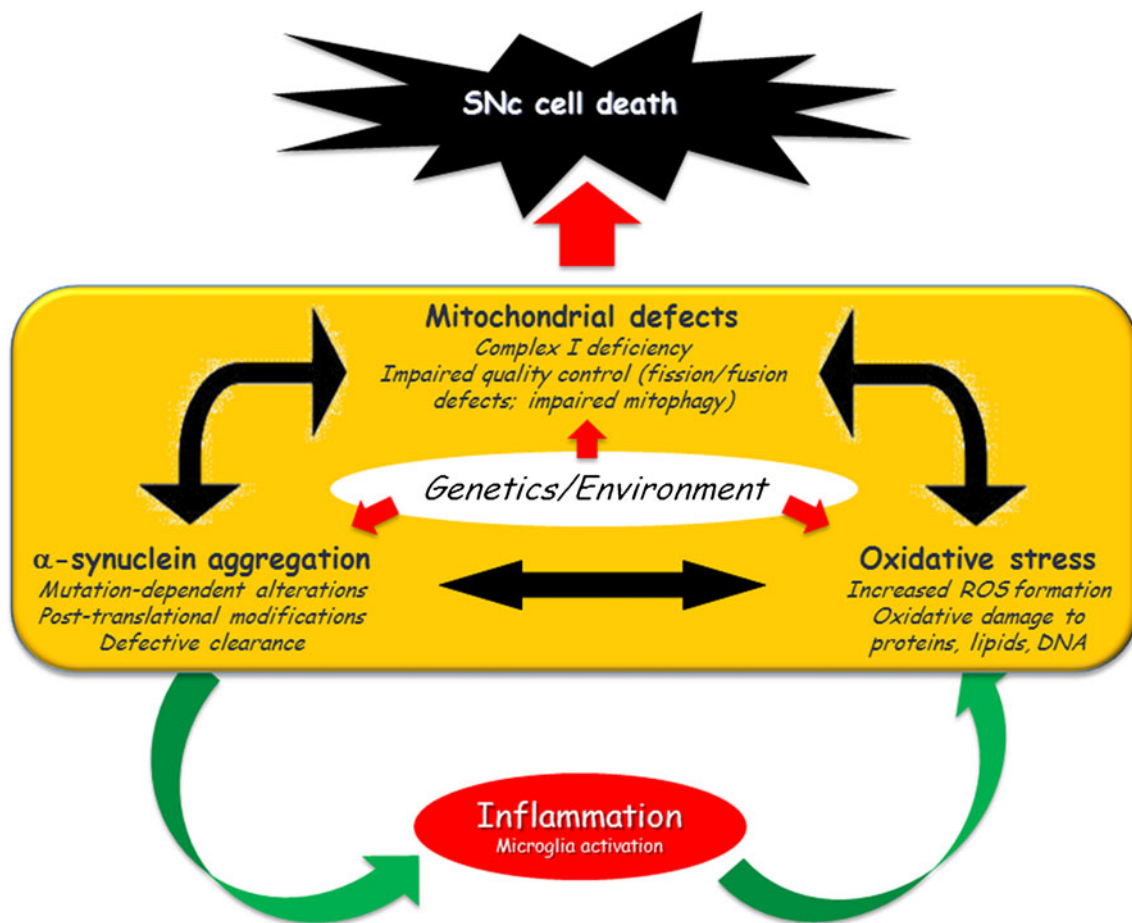 SNc cell death
Mitochondrial defects
Complex I deficiency
Impaired quality control (fission/fusion
defects; impaired mitophagy)
Genetics/Environment
α-synuclein aggregation
Mutation-dependent alterations
Post-translational modifications
Defective clearance
Oxidative stress
Increased ROS formation
Oxidative damage to
proteins, lipids, DNA
Inflammation
Microglia activation